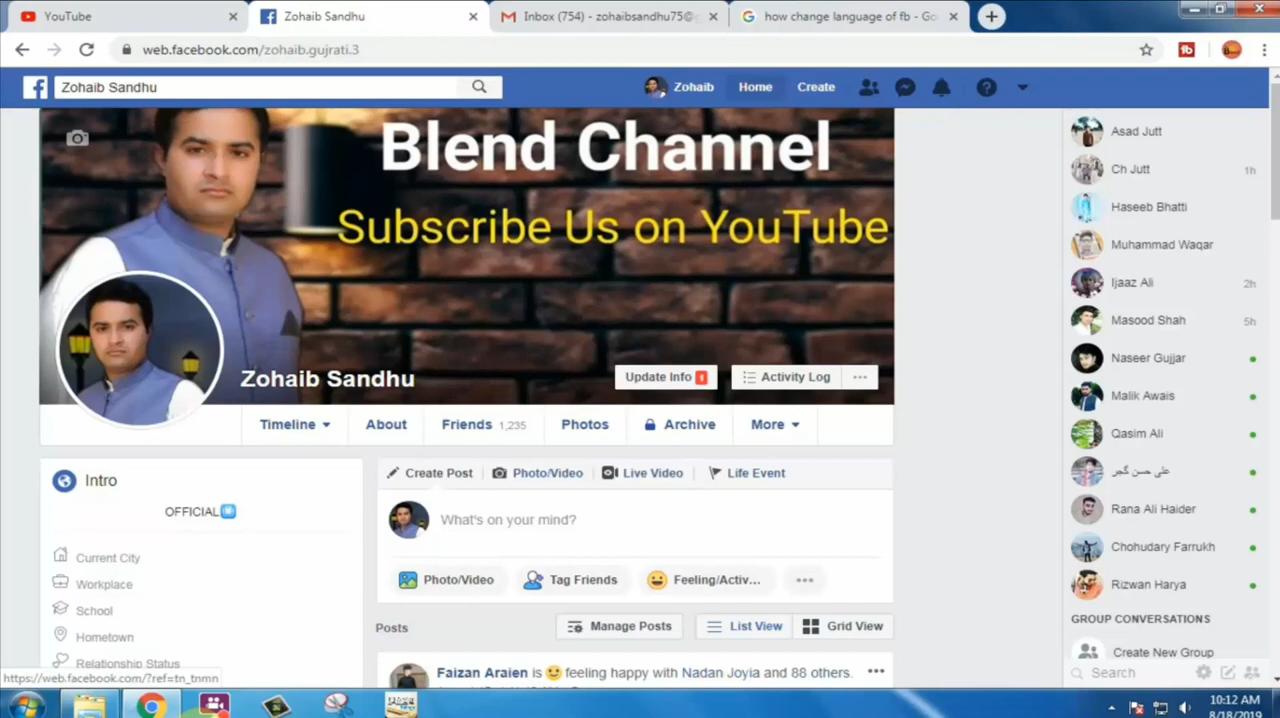 YouTube
Zohaib Sandhu
Inbox (754) - zohaibsandhu75@g
how change language of fb - Go
web.facebook.com/zohaib.gujrati.3
Zohaib Sandhu
Zohaib
Home
Create
Blend Channel
Subscribe Us on YouTube
Zohaib Sandhu
Update Info 1
Activity Log
Timeline
About
Friends 1,235
Photos
Archive
More
Intro
OFFICIAL
Current City
Workplace
School
Hometown
Relationship Status
Create Post
Photo/Video
Live Video
Life Event
What's on your mind?
Photo/Video
Tag Friends
Feeling/Activ...
Posts
Manage Posts
List View
Grid View
Faizan Araien is feeling happy with Nadan Joyia and 88 others.
Asad Jutt
Ch Jutt 1h
Haseeb Bhatti
Muhammad Waqar
Ijaaz Ali 2h
Masood Shah 5h
Naseer Gujjar
Malik Awais
Qasim Ali
علی حسن گجر
Rana Ali Haider
Chohudary Farrukh
Rizwan Harya
GROUP CONVERSATIONS
Create New Group
Search
https://web.facebook.com/?ref=tn_tnmn
10:12 AM
8/18/2019